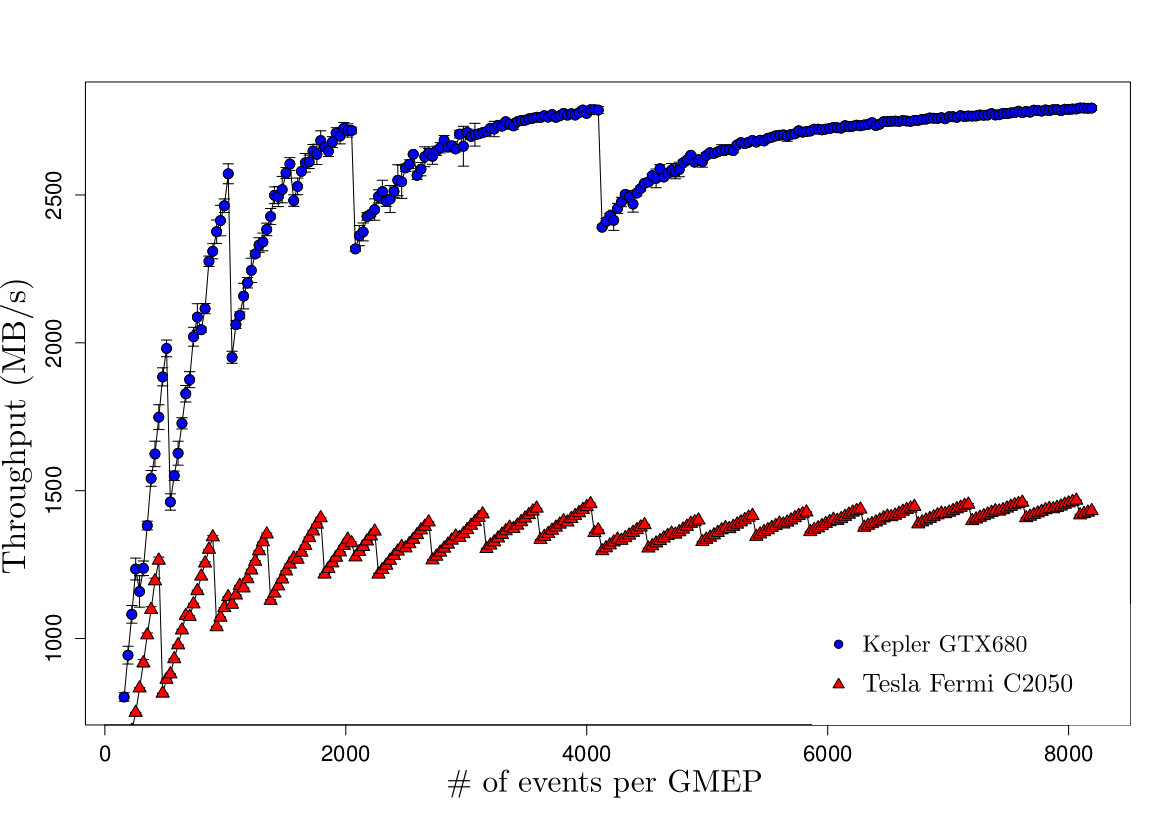 Throughput (MB/s)
2500
2000
1500
1000
Kepler GTX680
Tesla Fermi C2050
0 2000 4000 6000 8000
# of events per GMEP